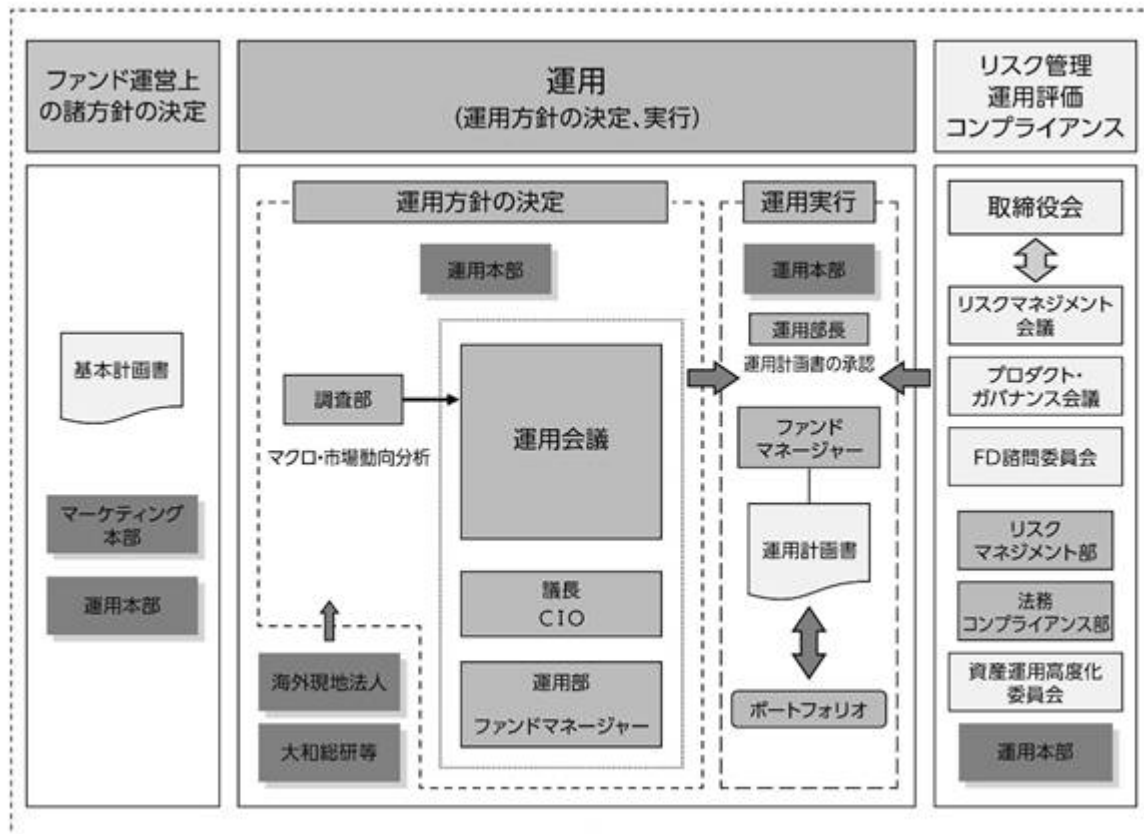 ファンド運営上
の諸方針の決定
運用
(運用方針の決定、実行)
リスク管理
運用評価
コンプライアンス
基本計画書
マーケティング
本部
運用本部
運用方針の決定
運用本部
調査部
マクロ・市場動向分析
運用会議
議長
CIO
運用部
ファンドマネージャー
海外現地法人
大和総研等
運用実行
運用本部
運用部長
運用計画書の承認
ファンド
マネージャー
運用計画書
ポートフォリオ
取締役会
リスクマネジメント
会議
プロダクト・
ガバナンス会議
FD諮問委員会
リスク
マネジメント部
法務
コンプライアンス部
資産運用高度化
委員会
運用本部